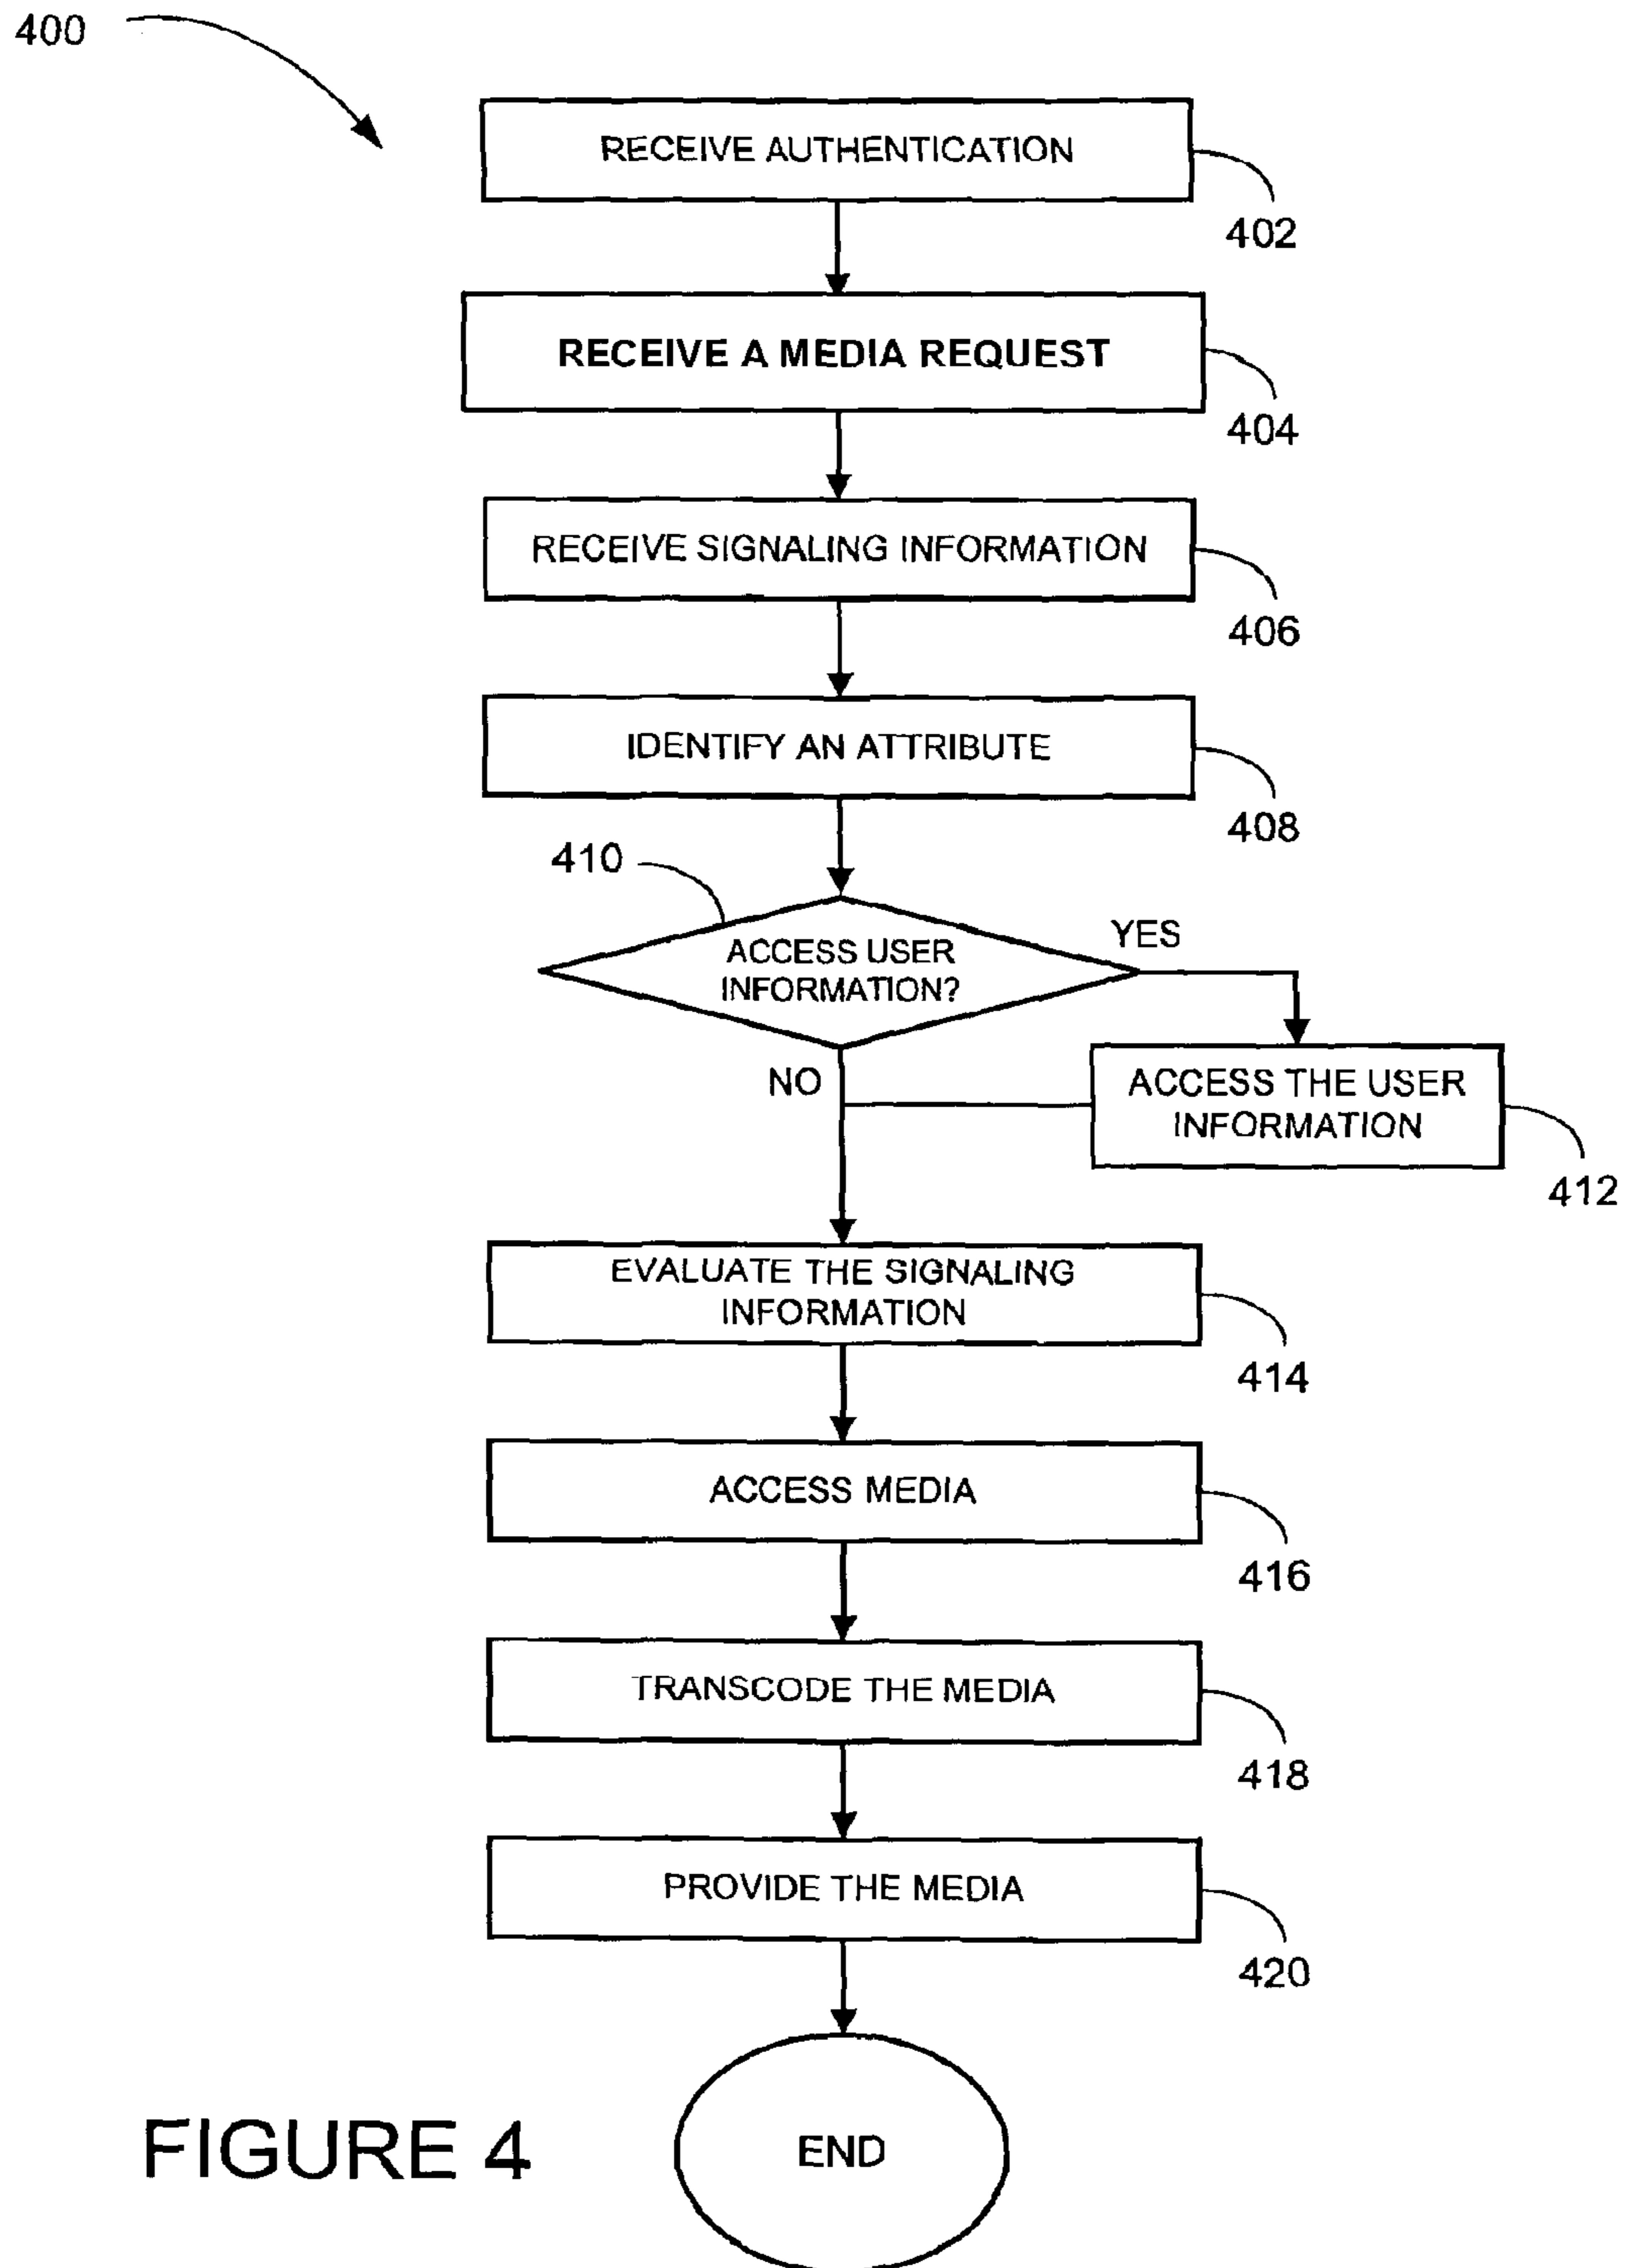 400
RECEIVE AUTHENTICATION
402
RECEIVE A MEDIA REQUEST
404
RECEIVE SIGNALING INFORMATION
406
IDENTIFY AN ATTRIBUTE
408
410
ACCESS USER
INFORMATION?
YES
NO
ACCESS THE USER
INFORMATION
412
EVALUATE THE SIGNALING
INFORMATION
414
ACCESS MEDIA
416
TRANSCODE THE MEDIA
418
PROVIDE THE MEDIA
420
END
FIGURE 4